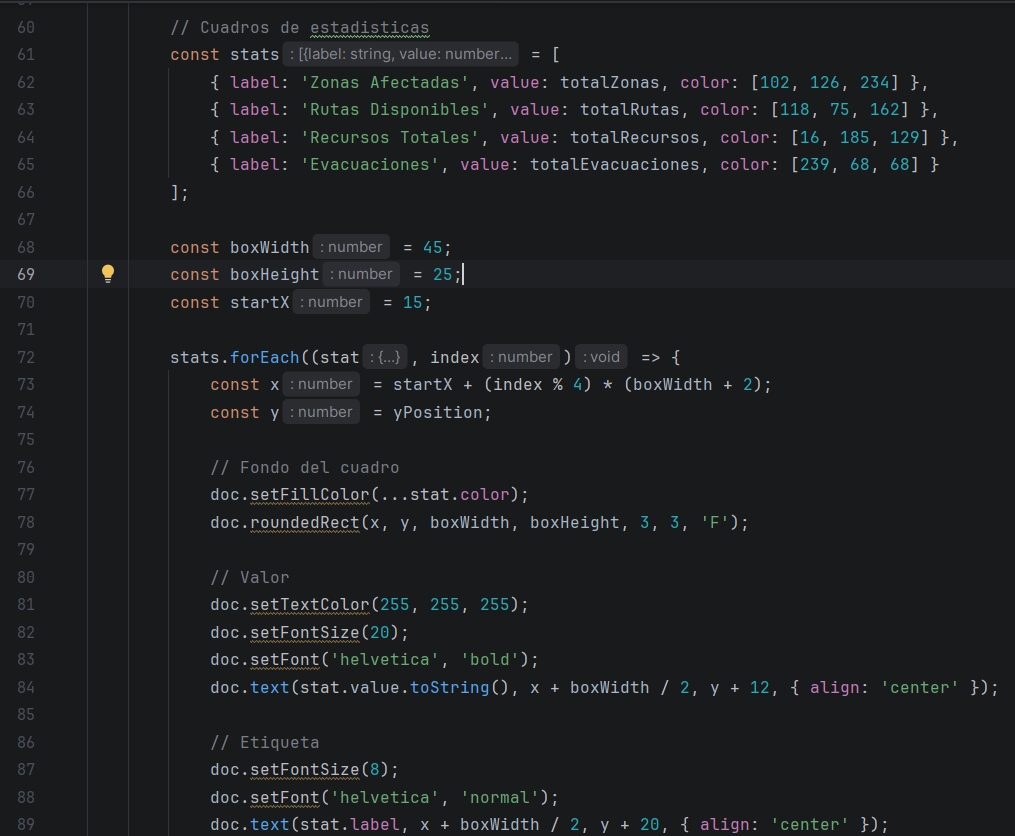 60 // Cuadros de estadisticas
61 const stats : [{label: string, value: number... = [
62 { label: 'Zonas Afectadas', value: totalZonas, color: [102, 126, 234] },
63 { label: 'Rutas Disponibles', value: totalRutas, color: [118, 75, 162] },
64 { label: 'Recursos Totales', value: totalRecursos, color: [16, 185, 129] },
65 { label: 'Evacuaciones', value: totalEvacuaciones, color: [239, 68, 68] }
66 ];
67
68 const boxWidth : number = 45;
69 const boxHeight : number = 25;
70 const startX : number = 15;
71
72 stats.forEach((stat : {...} , index : number ) : void => {
73 const x : number = startX + (index % 4) * (boxWidth + 2);
74 const y : number = yPosition;
75
76 // Fondo del cuadro
77 doc.setFillColor(...stat.color);
78 doc.roundedRect(x, y, boxWidth, boxHeight, 3, 3, 'F');
79
80 // Valor
81 doc.setTextColor(255, 255, 255);
82 doc.setFontSize(20);
83 doc.setFont('helvetica', 'bold');
84 doc.text(stat.value.toString(), x + boxWidth / 2, y + 12, { align: 'center' });
85
86 // Etiqueta
87 doc.setFontSize(8);
88 doc.setFont('helvetica', 'normal');
89 doc.text(stat.label, x + boxWidth / 2, y + 20, { align: 'center' });